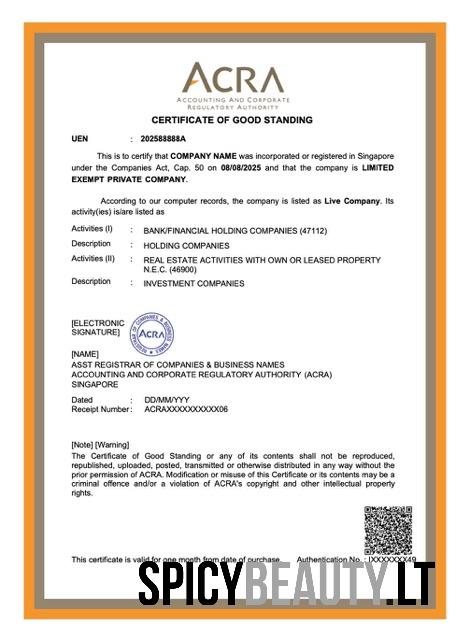 ACRA
ACCOUNTING AND CORPORATE
REGULATORY AUTHORITY
CERTIFICATE OF GOOD STANDING
UEN : 202588888A
This is to certify that COMPANY NAME was incorporated or registered in Singapore
under the Companies Act, Cap. 50 on 08/08/2025 and that the company is LIMITED
EXEMPT PRIVATE COMPANY.
According to our computer records, the company is listed as Live Company. Its
activity(ies) is/are listed as
Activities (I) : BANK/FINANCIAL HOLDING COMPANIES (47112)
Description : HOLDING COMPANIES
Activities (II) : REAL ESTATE ACTIVITIES WITH OWN OR LEASED PROPERTY
N.E.C. (46900)
Description : INVESTMENT COMPANIES
[ELECTRONIC
SIGNATURE]
ACRA
[NAME]
ASST REGISTRAR OF COMPANIES & BUSINESS NAMES
ACCOUNTING AND CORPORATE REGULATORY AUTHORITY (ACRA)
SINGAPORE
Dated : DD/MM/YYY
Receipt Number : ACRAXXXXXXXXXX06
[Note] [Warning]
The Certificate of Good Standing or any of its contents shall not be reproduced,
republished, uploaded, posted, transmitted or otherwise distributed in any way without the
prior permission of ACRA. Modification or misuse of this Certificate or its contents may be a
criminal offence and/or a violation of ACRA's copyright and other intellectual property
rights.
This certificate is valid for one month from date of purchase. Authentication No. : IXXXXXXX49
SPICYBEAUTY.LT